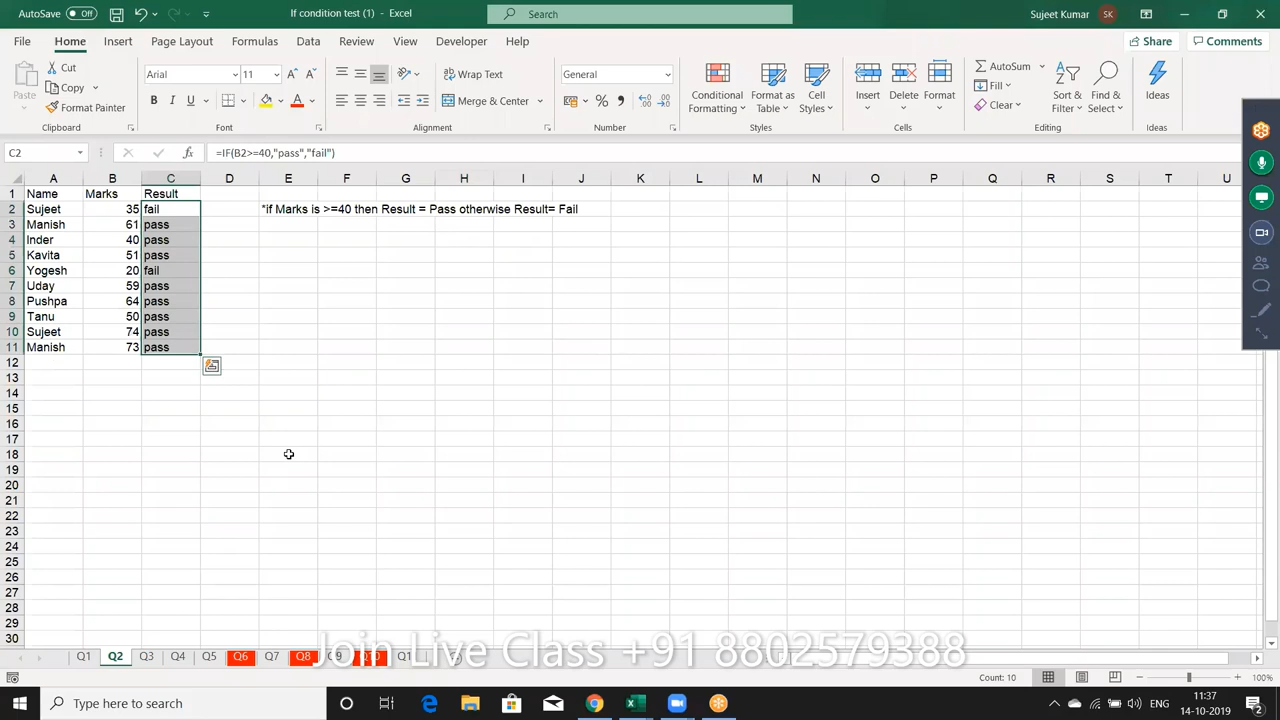 AutoSave Off If condition test (1) - Excel Search Sujeet Kumar SK
File Home Insert Page Layout Formulas Data Review View Developer Help Share Comments
Paste Cut Copy Format Painter Clipboard
Arial 11 B I U A Font
Wrap Text Merge & Center Alignment
General % Number
Conditional Formatting Format as Table Cell Styles Styles
Insert Delete Format Cells
AutoSum Fill Clear Sort & Filter Find & Select Editing
Ideas Ideas
C2 fx =IF(B2>=40,"pass","fail")
A B C D E F G H I J K L M N O P Q R S T U
1 Name Marks Result
2 Sujeet 35 fail *if Marks is >=40 then Result = Pass otherwise Result= Fail
3 Manish 61 pass
4 Inder 40 pass
5 Kavita 51 pass
6 Yogesh 20 fail
7 Uday 59 pass
8 Pushpa 64 pass
9 Tanu 50 pass
10 Sujeet 74 pass
11 Manish 73 pass
12
13
14
15
16
17
18
19
20
21
22
23
24
25
26
27
28
29
30
Join Live Class +91 8802579388
Q1 Q2 Q3 Q4 Q5 Q6 Q7 Q8 Q9
Count: 10 100%
Type here to search ENG 11:37
14-10-2019 2